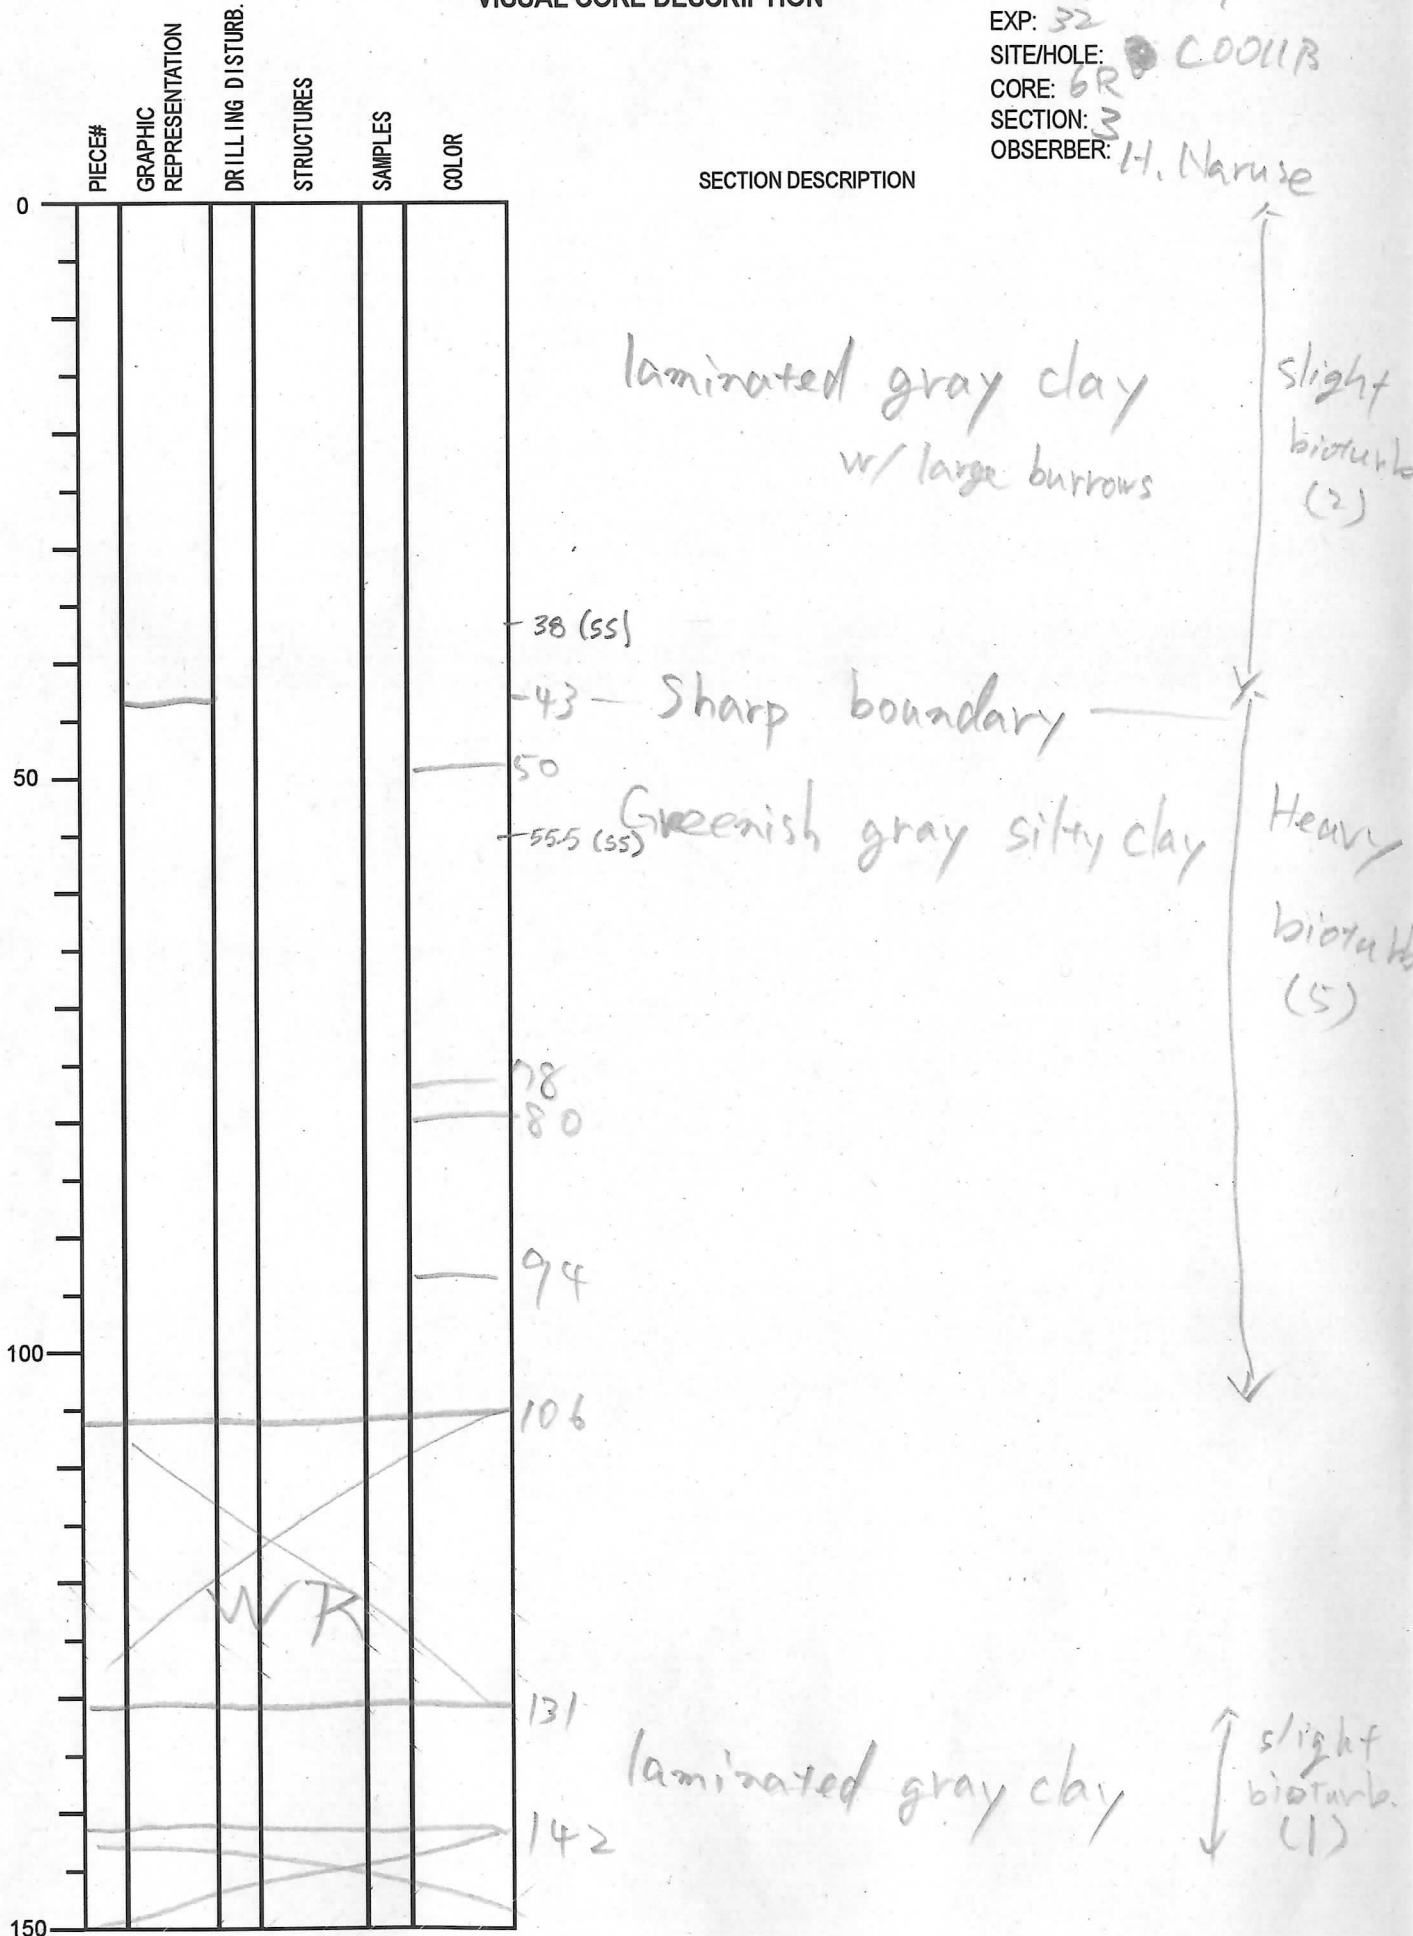 VISUAL CORE DESCRIPTION
EXP: 32
SITE/HOLE: C0011B
CORE: 6R
SECTION: 3
OBSERBER: H. Naruse
PIECE#
GRAPHIC
REPRESENTATION
DRILLING DISTURB.
STRUCTURES
SAMPLES
COLOR
SECTION DESCRIPTION
0
laminated gray clay
w/ large burrows
slight
bioturb
(2)
38 (SS)
43 – Sharp boundary
50
50
55.5 (SS) Greenish gray silty clay
Heavy
bioturb
(5)
78
80
94
100
106
WR
131
laminated gray clay
slight
bioturb.
(1)
142
150